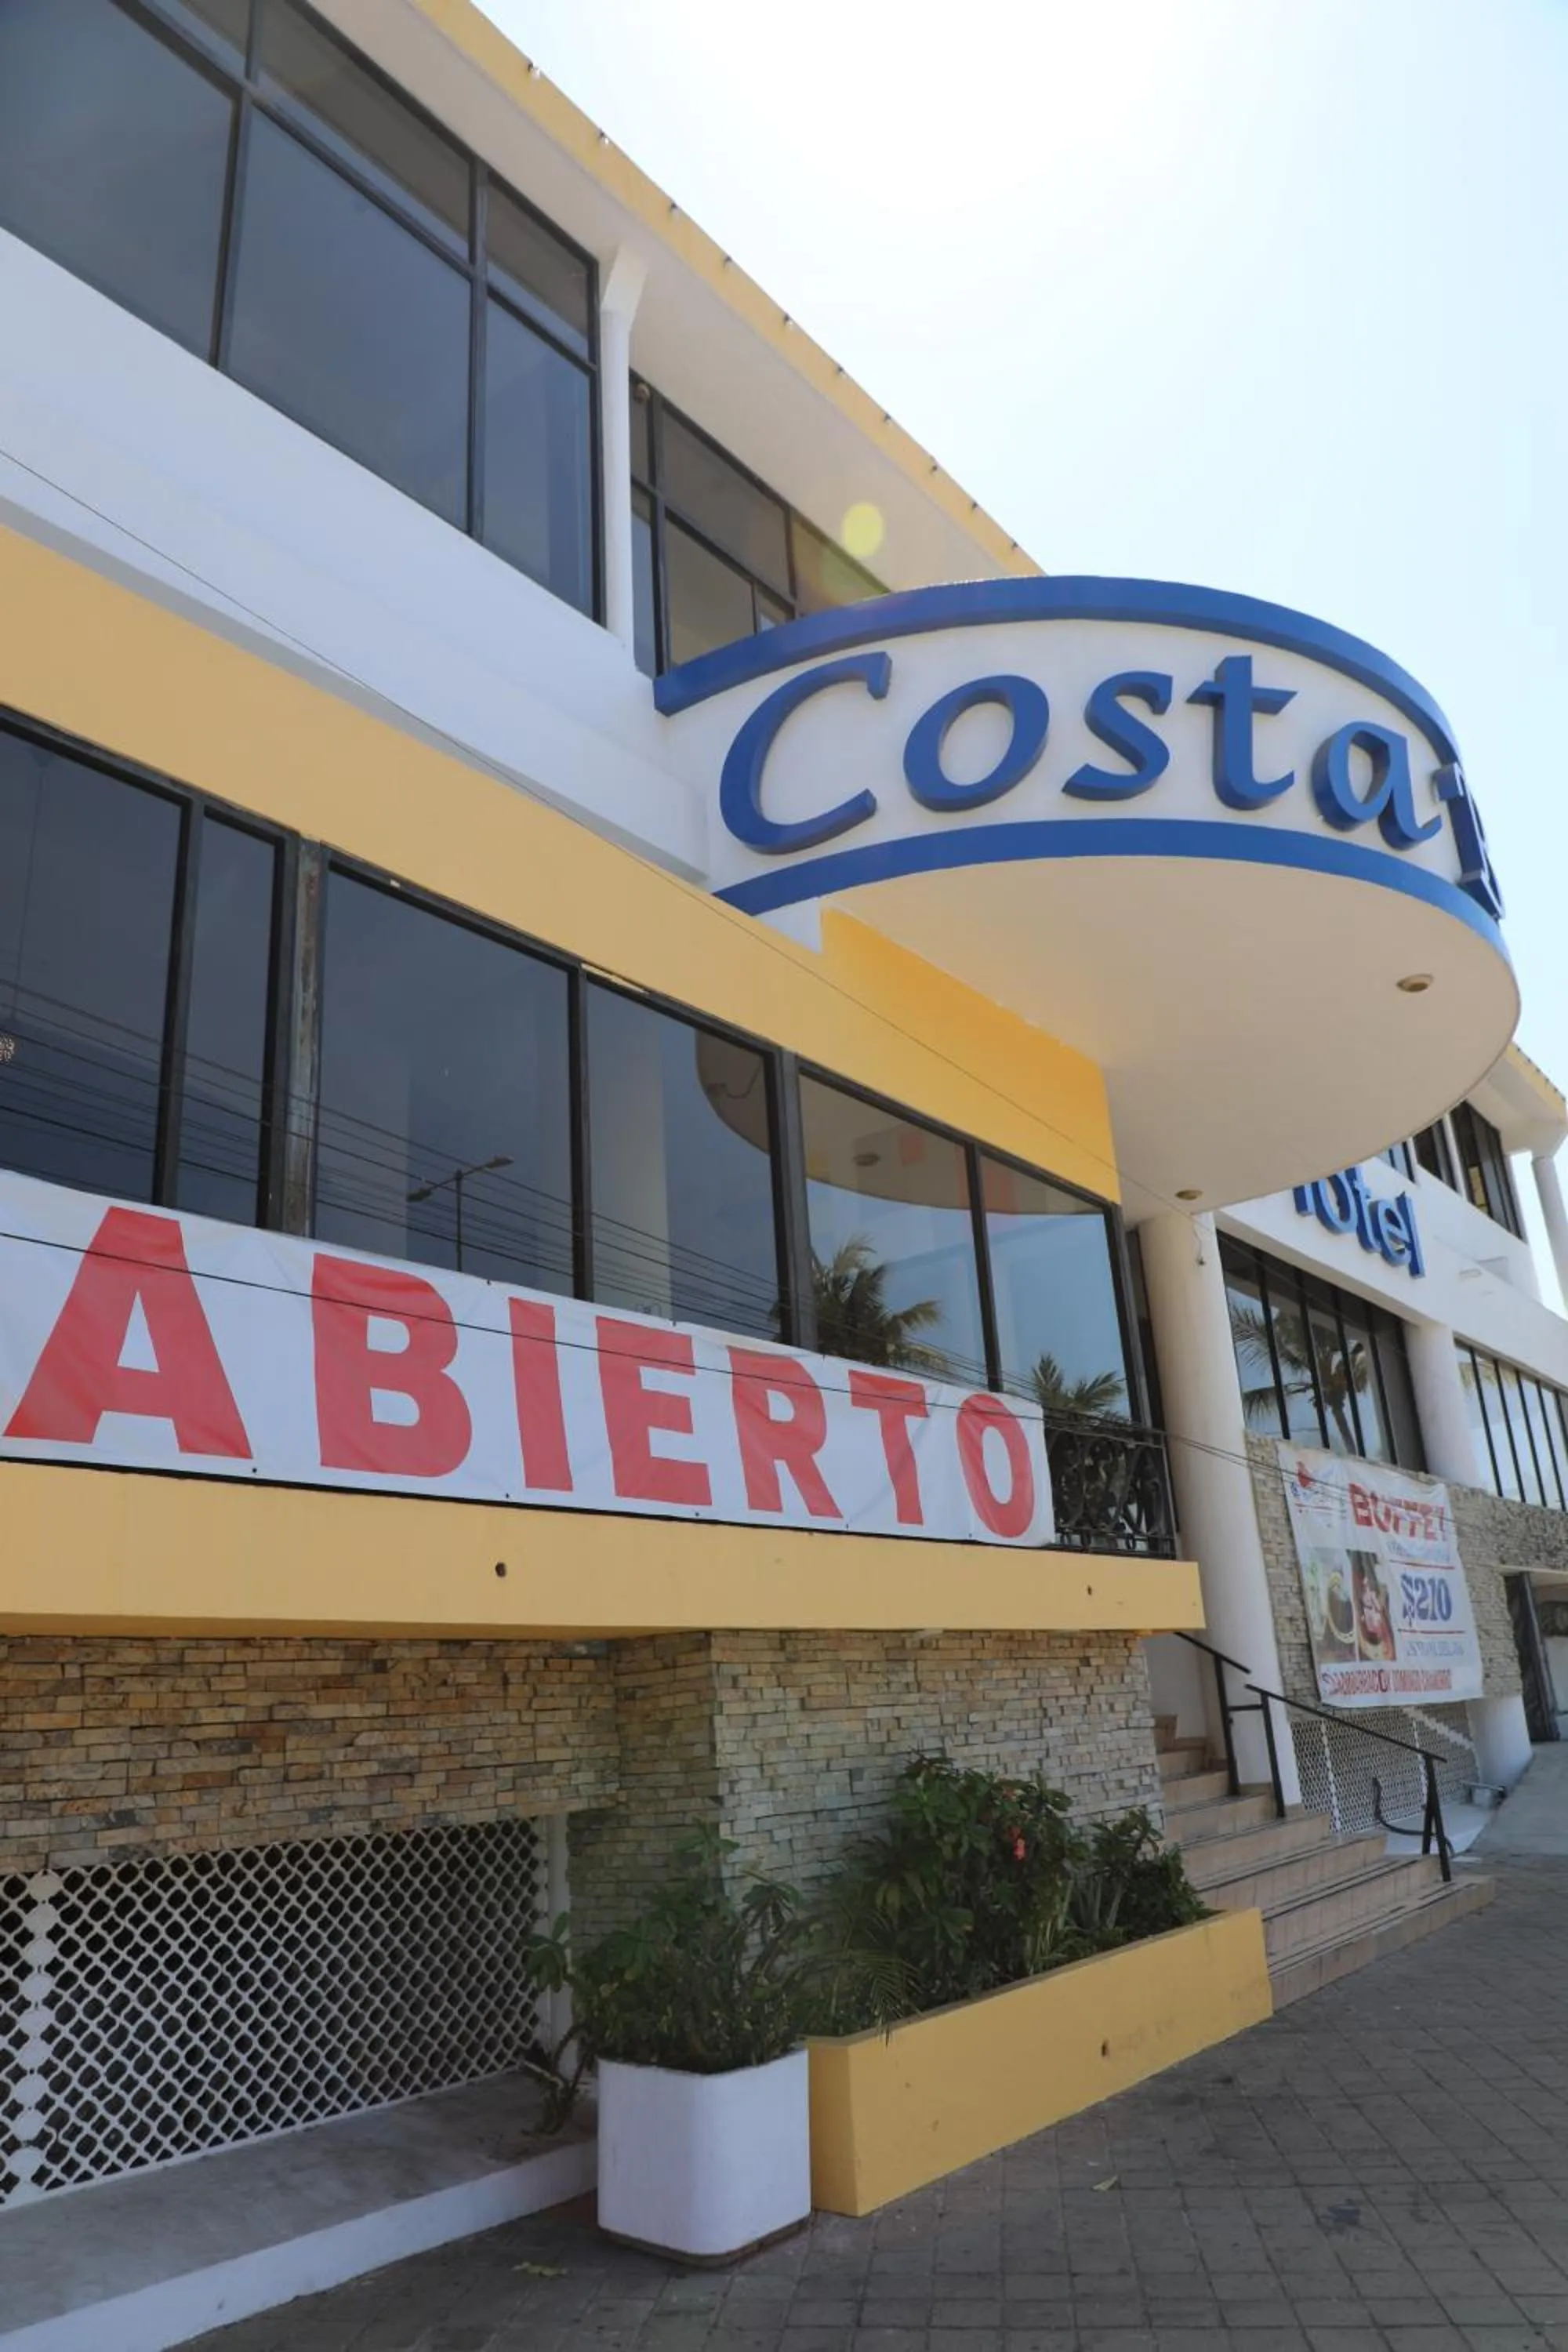 Costa
Hotel
ABIERTO
BUFFET
$210